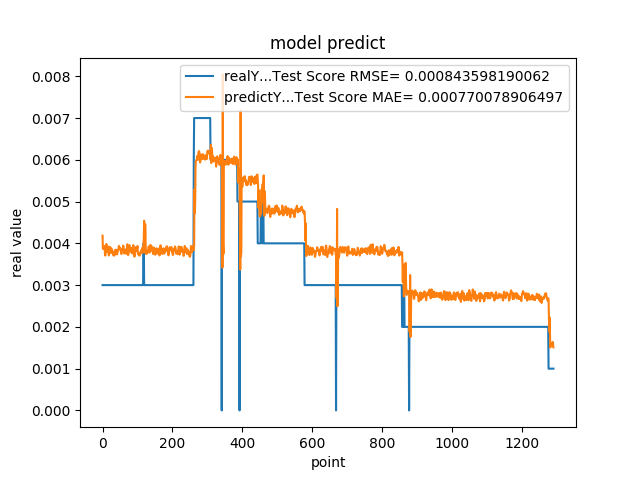 model predict
realY...Test Score RMSE= 0.000843598190062
predictY...Test Score MAE= 0.000770078906497
real value
0.008
0.007
0.006
0.005
0.004
0.003
0.002
0.001
0.000
0 200 400 600 800 1000 1200
point